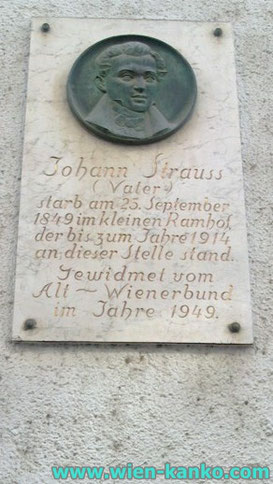 Johann Strauss
(Vater)
starb am 25. September
1849 im kleinen Ramhof,
der bis zum Jahre 1914
an dieser Stelle stand.
Gewidmet vom
Alt ~ Wienerbund
im Jahre 1949.
www.wien-kanko.com